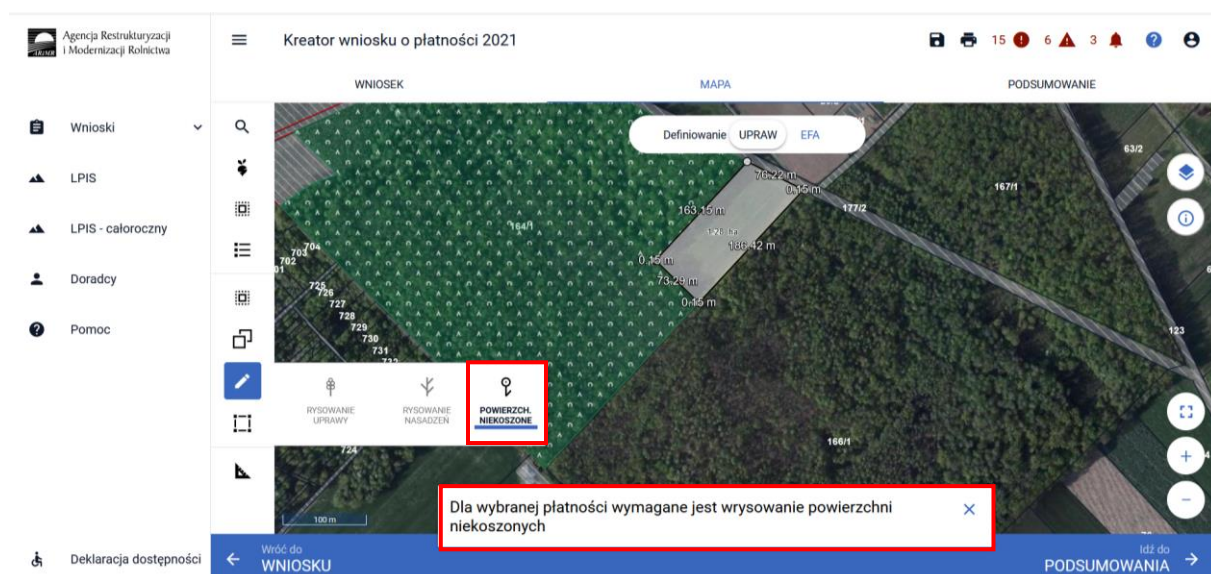 Agencja Restrukturyzacji
i Modernizacji Rolnictwa
ARiMR
Kreator wniosku o płatności 2021
15
6
3
WNIOSEK
MAPA
PODSUMOWANIE
Wnioski
LPIS
LPIS - całoroczny
Doradcy
Pomoc
Deklaracja dostępności
Definiowanie UPRAW EFA
63/2
76.22 m
0.15 m
167/1
177/2
163.15 m
164/1
186.42 m
0.15 m
73.29 m
0.15 m
704
703
702
01
725
726
727
728
729
730
731
123
RYSOWANIE
UPRAWY
RYSOWANIE
NASADZEŃ
POWIERZCH.
NIEKOSZONE
724
166/1
100 m
Dla wybranej płatności wymagane jest wrysowanie powierzchni
niekoszonych
Wróć do
WNIOSKU
Idź do
PODSUMOWANIA